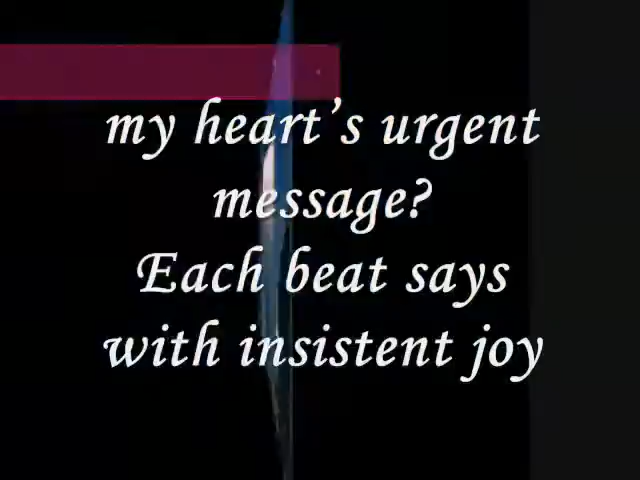 my heart’s urgent
message?
Each beat says
with insistent joy